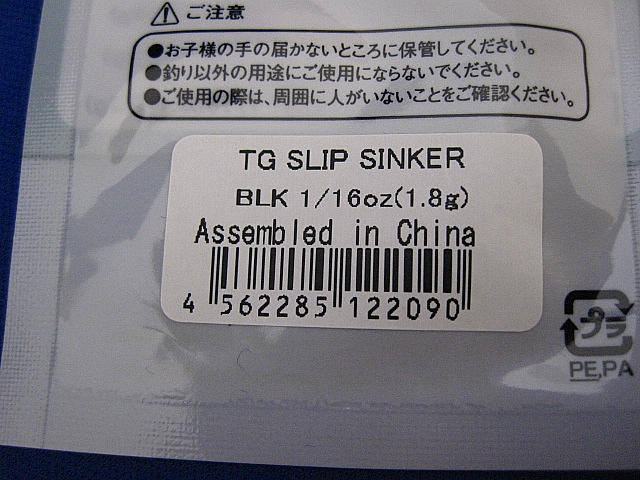 ⚠ご注意
●お子様の手の届かないところに保管してください。
●釣り以外の用途にご使用にならないでください。
●ご使用の際は、周囲に人がいないことをご確認ください。
TG SLIP SINKER
BLK 1/16oz(1.8g)
Assembled in China
4 562285 122090
プラ
PE,PA